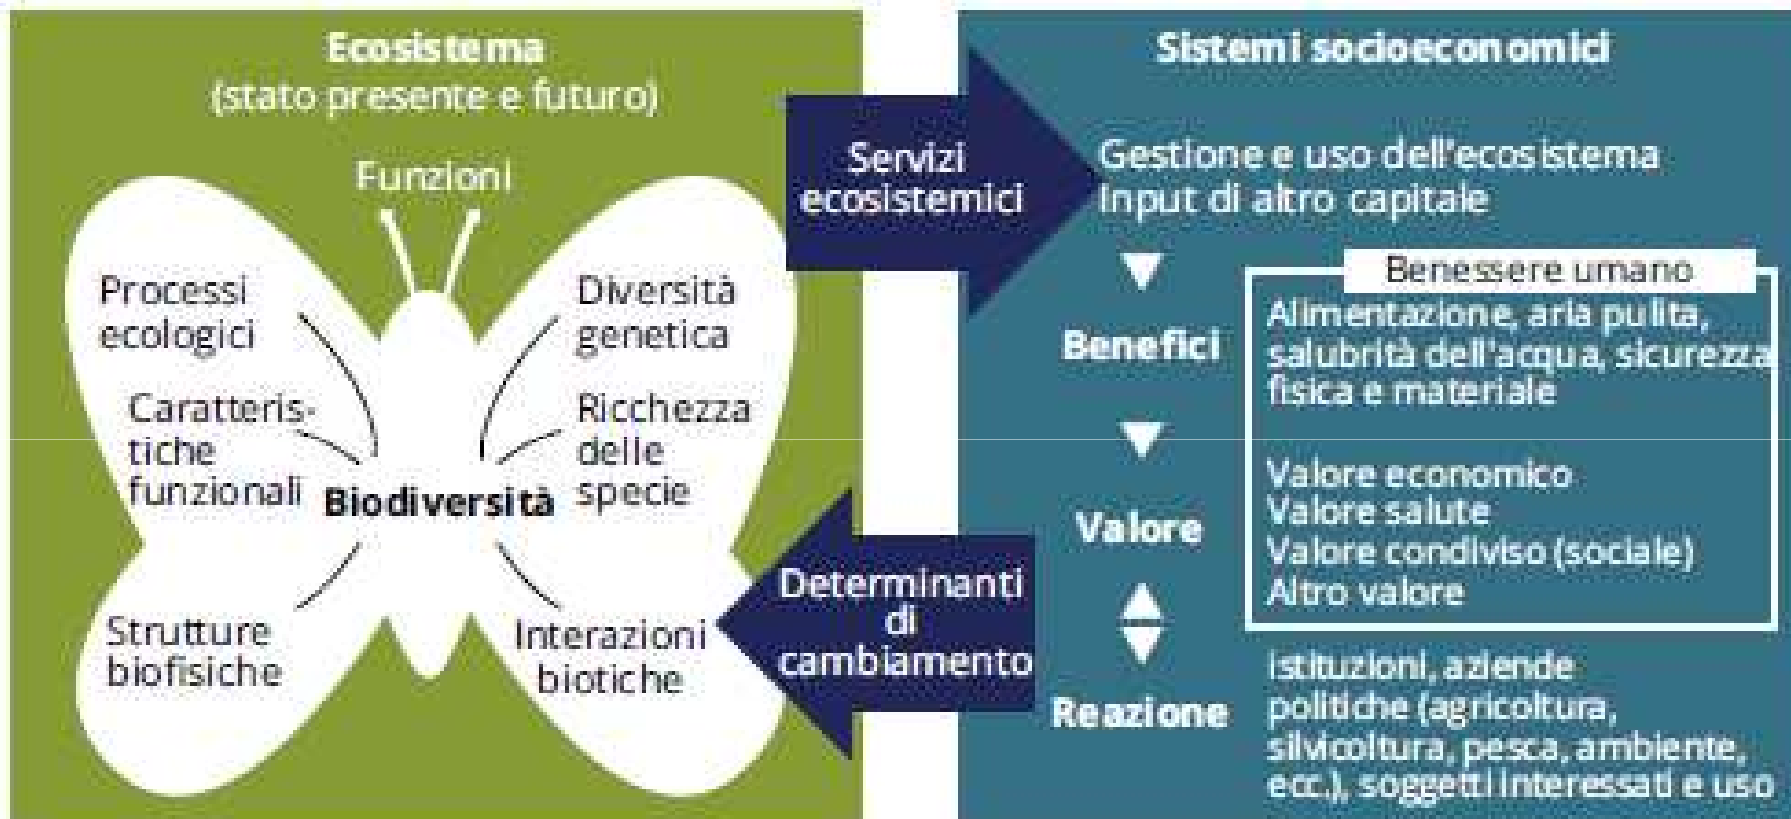 Ecosistema
(stato presente e futuro)
Funzioni
Processi
ecologici
Caratteris-
tiche
funzionali
Strutture
biofisiche
Biodiversità
Diversità
genetica
Ricchezza
delle
specie
Interazioni
biotiche
Servizi
ecosistemici
Determinanti
di
cambiamento
Sistemi socioeconomici
Gestione e uso dell'ecosistema
Input di altro capitale
Benefici
Benessere umano
Alimentazione, aria pulita,
salubrità dell'acqua, sicurezza
fisica e materiale
Valore
Valore economico
Valore salute
Valore condiviso (sociale)
Altro valore
Reazione
istituzioni, aziende
politiche (agricoltura,
silvicoltura, pesca, ambiente,
ecc.), soggetti interessati e uso